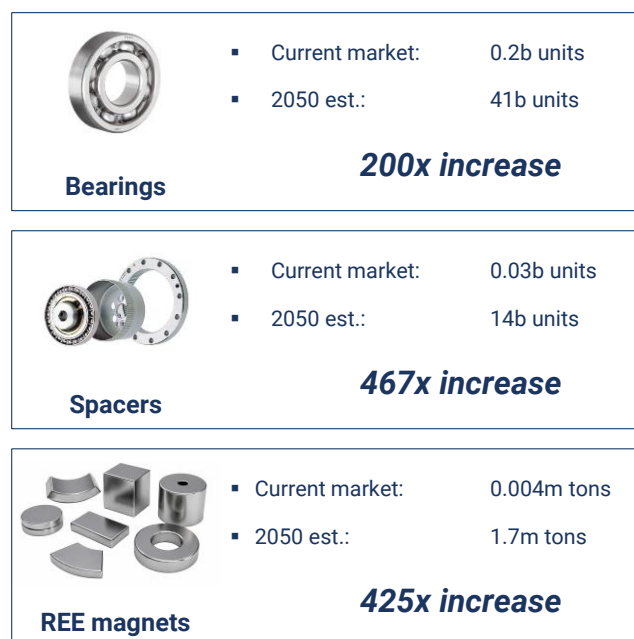 ▪ Current market: 0.2b units
▪ 2050 est.: 41b units
200x increase
Bearings
▪ Current market: 0.03b units
▪ 2050 est.: 14b units
467x increase
Spacers
▪ Current market: 0.004m tons
▪ 2050 est.: 1.7m tons
425x increase
REE magnets